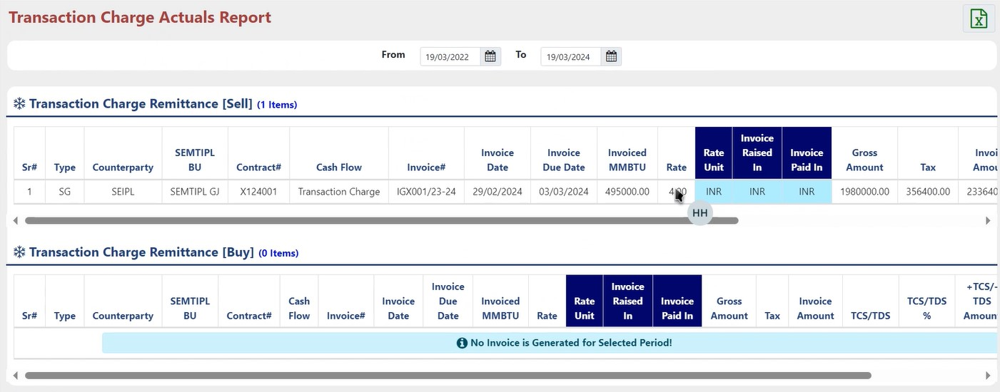 Transaction Charge Actuals Report
From 19/03/2022 To 19/03/2024
Transaction Charge Remittance [Sell] (1 Items)
Sr# Type Counterparty SEMTIPL BU Contract# Cash Flow Invoice# Invoice Date Invoice Due Date Invoiced MMBTU Rate Rate Unit Invoice Raised In Invoice Paid In Gross Amount Tax
1 SG SEIPL SEMTIPL GJ X124001 Transaction Charge IGX001/23-24 29/02/2024 03/03/2024 495000.00 INR INR INR 1980000.00 356400.00 233640
HH
Transaction Charge Remittance [Buy] (0 Items)
Sr# Type Counterparty SEMTIPL BU Contract# Cash Flow Invoice# Invoice Date Invoice Due Date Invoiced MMBTU Rate Rate Unit Invoice Raised In Invoice Paid In Gross Amount Tax Invoice Amount TCS/TDS TCS/TDS % +TCS/- TDS Amoun
No Invoice is Generated for Selected Period!